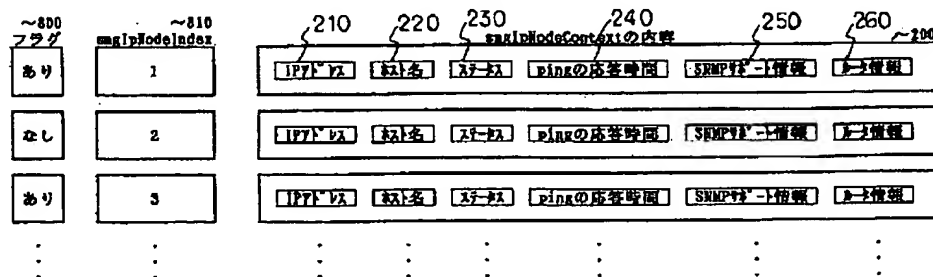 ~800 ~810 210 220 230 240 250 260
フラグ smgIpNodeIndex smgIpNodeContextの内容 ~200
あり 1 IPアドレス ホスト名 ステータス pingの応答時間 SNMPサポート情報 ルータ情報
なし 2 IPアドレス ホスト名 ステータス pingの応答時間 SNMPサポート情報 ルータ情報
あり 3 IPアドレス ホスト名 ステータス pingの応答時間 SNMPサポート情報 ルータ情報